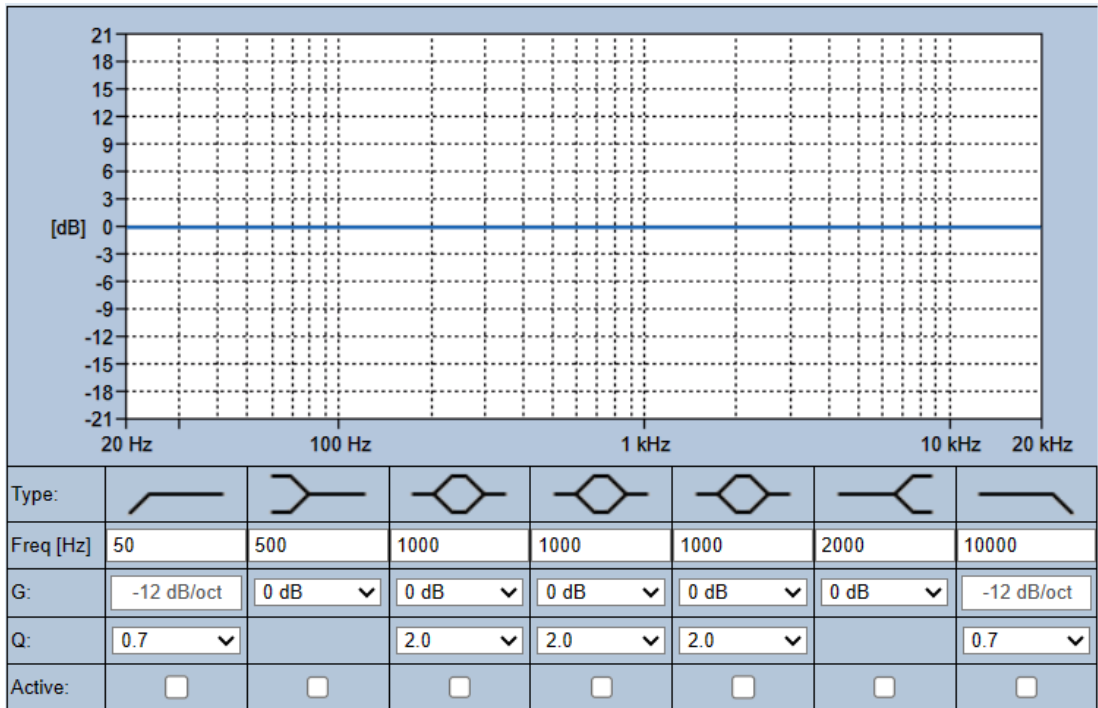 21
18
15
12
9
6
3
[dB] 0
-3
-6
-9
-12
-15
-18
-21
20 Hz 100 Hz 1 kHz 10 kHz 20 kHz
Type:
Freq [Hz] 50 500 1000 1000 1000 2000 10000
G: -12 dB/oct 0 dB 0 dB 0 dB 0 dB 0 dB -12 dB/oct
Q: 0.7 2.0 2.0 2.0 0.7
Active: